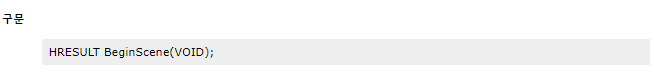 구문
HRESULT BeginScene(VOID);